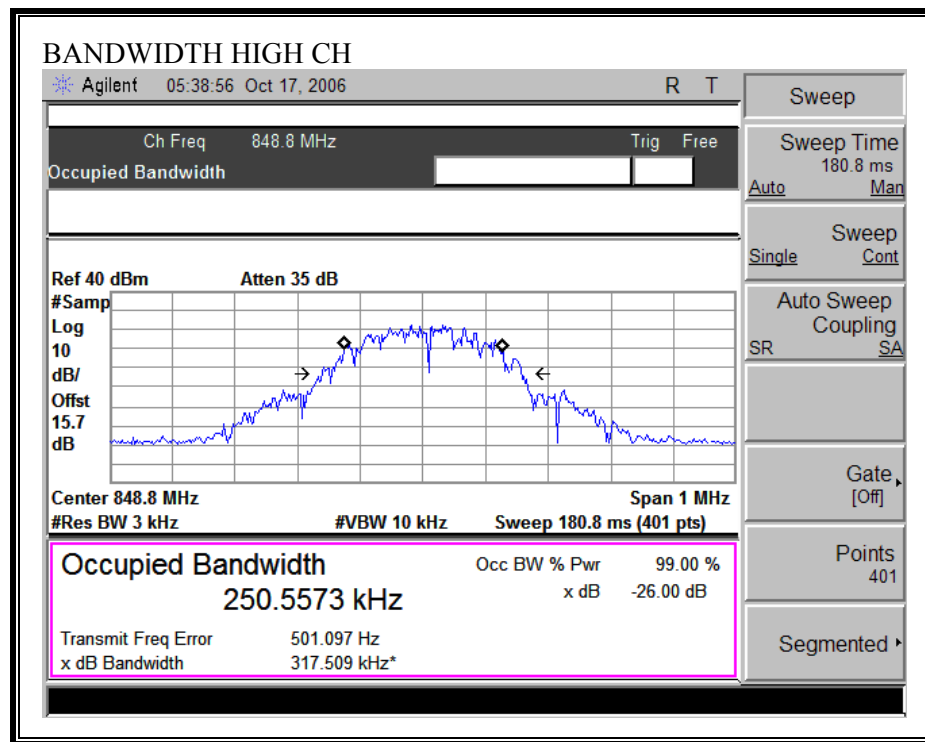 BANDWIDTH HIGH CH
Agilent 05:38:56 Oct 17, 2006 R T
Ch Freq 848.8 MHz Trig Free
Occupied Bandwidth
Ref 40 dBm Atten 35 dB
#Samp
Log
10
dB/
Offst
15.7
dB
Center 848.8 MHz Span 1 MHz
#Res BW 3 kHz #VBW 10 kHz Sweep 180.8 ms (401 pts)
Occupied Bandwidth Occ BW % Pwr 99.00 %
250.5573 kHz x dB -26.00 dB
Transmit Freq Error 501.097 Hz
x dB Bandwidth 317.509 kHz*
Sweep
Sweep Time
180.8 ms
Auto Man
Sweep
Single Cont
Auto Sweep
Coupling
SR SA
Gate
[Off]
Points
401
Segmented